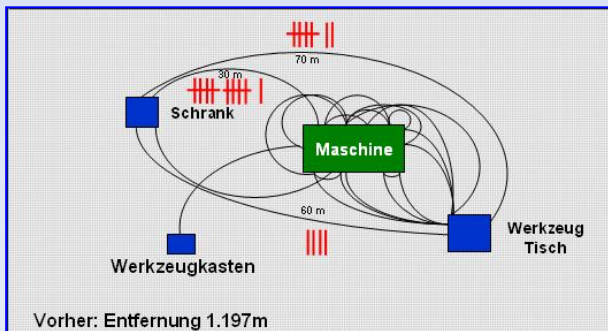 70 m
30 m
Schrank
Maschine
60 m
Werkzeug
Tisch
Werkzeugkasten
Vorher: Entfernung 1.197m